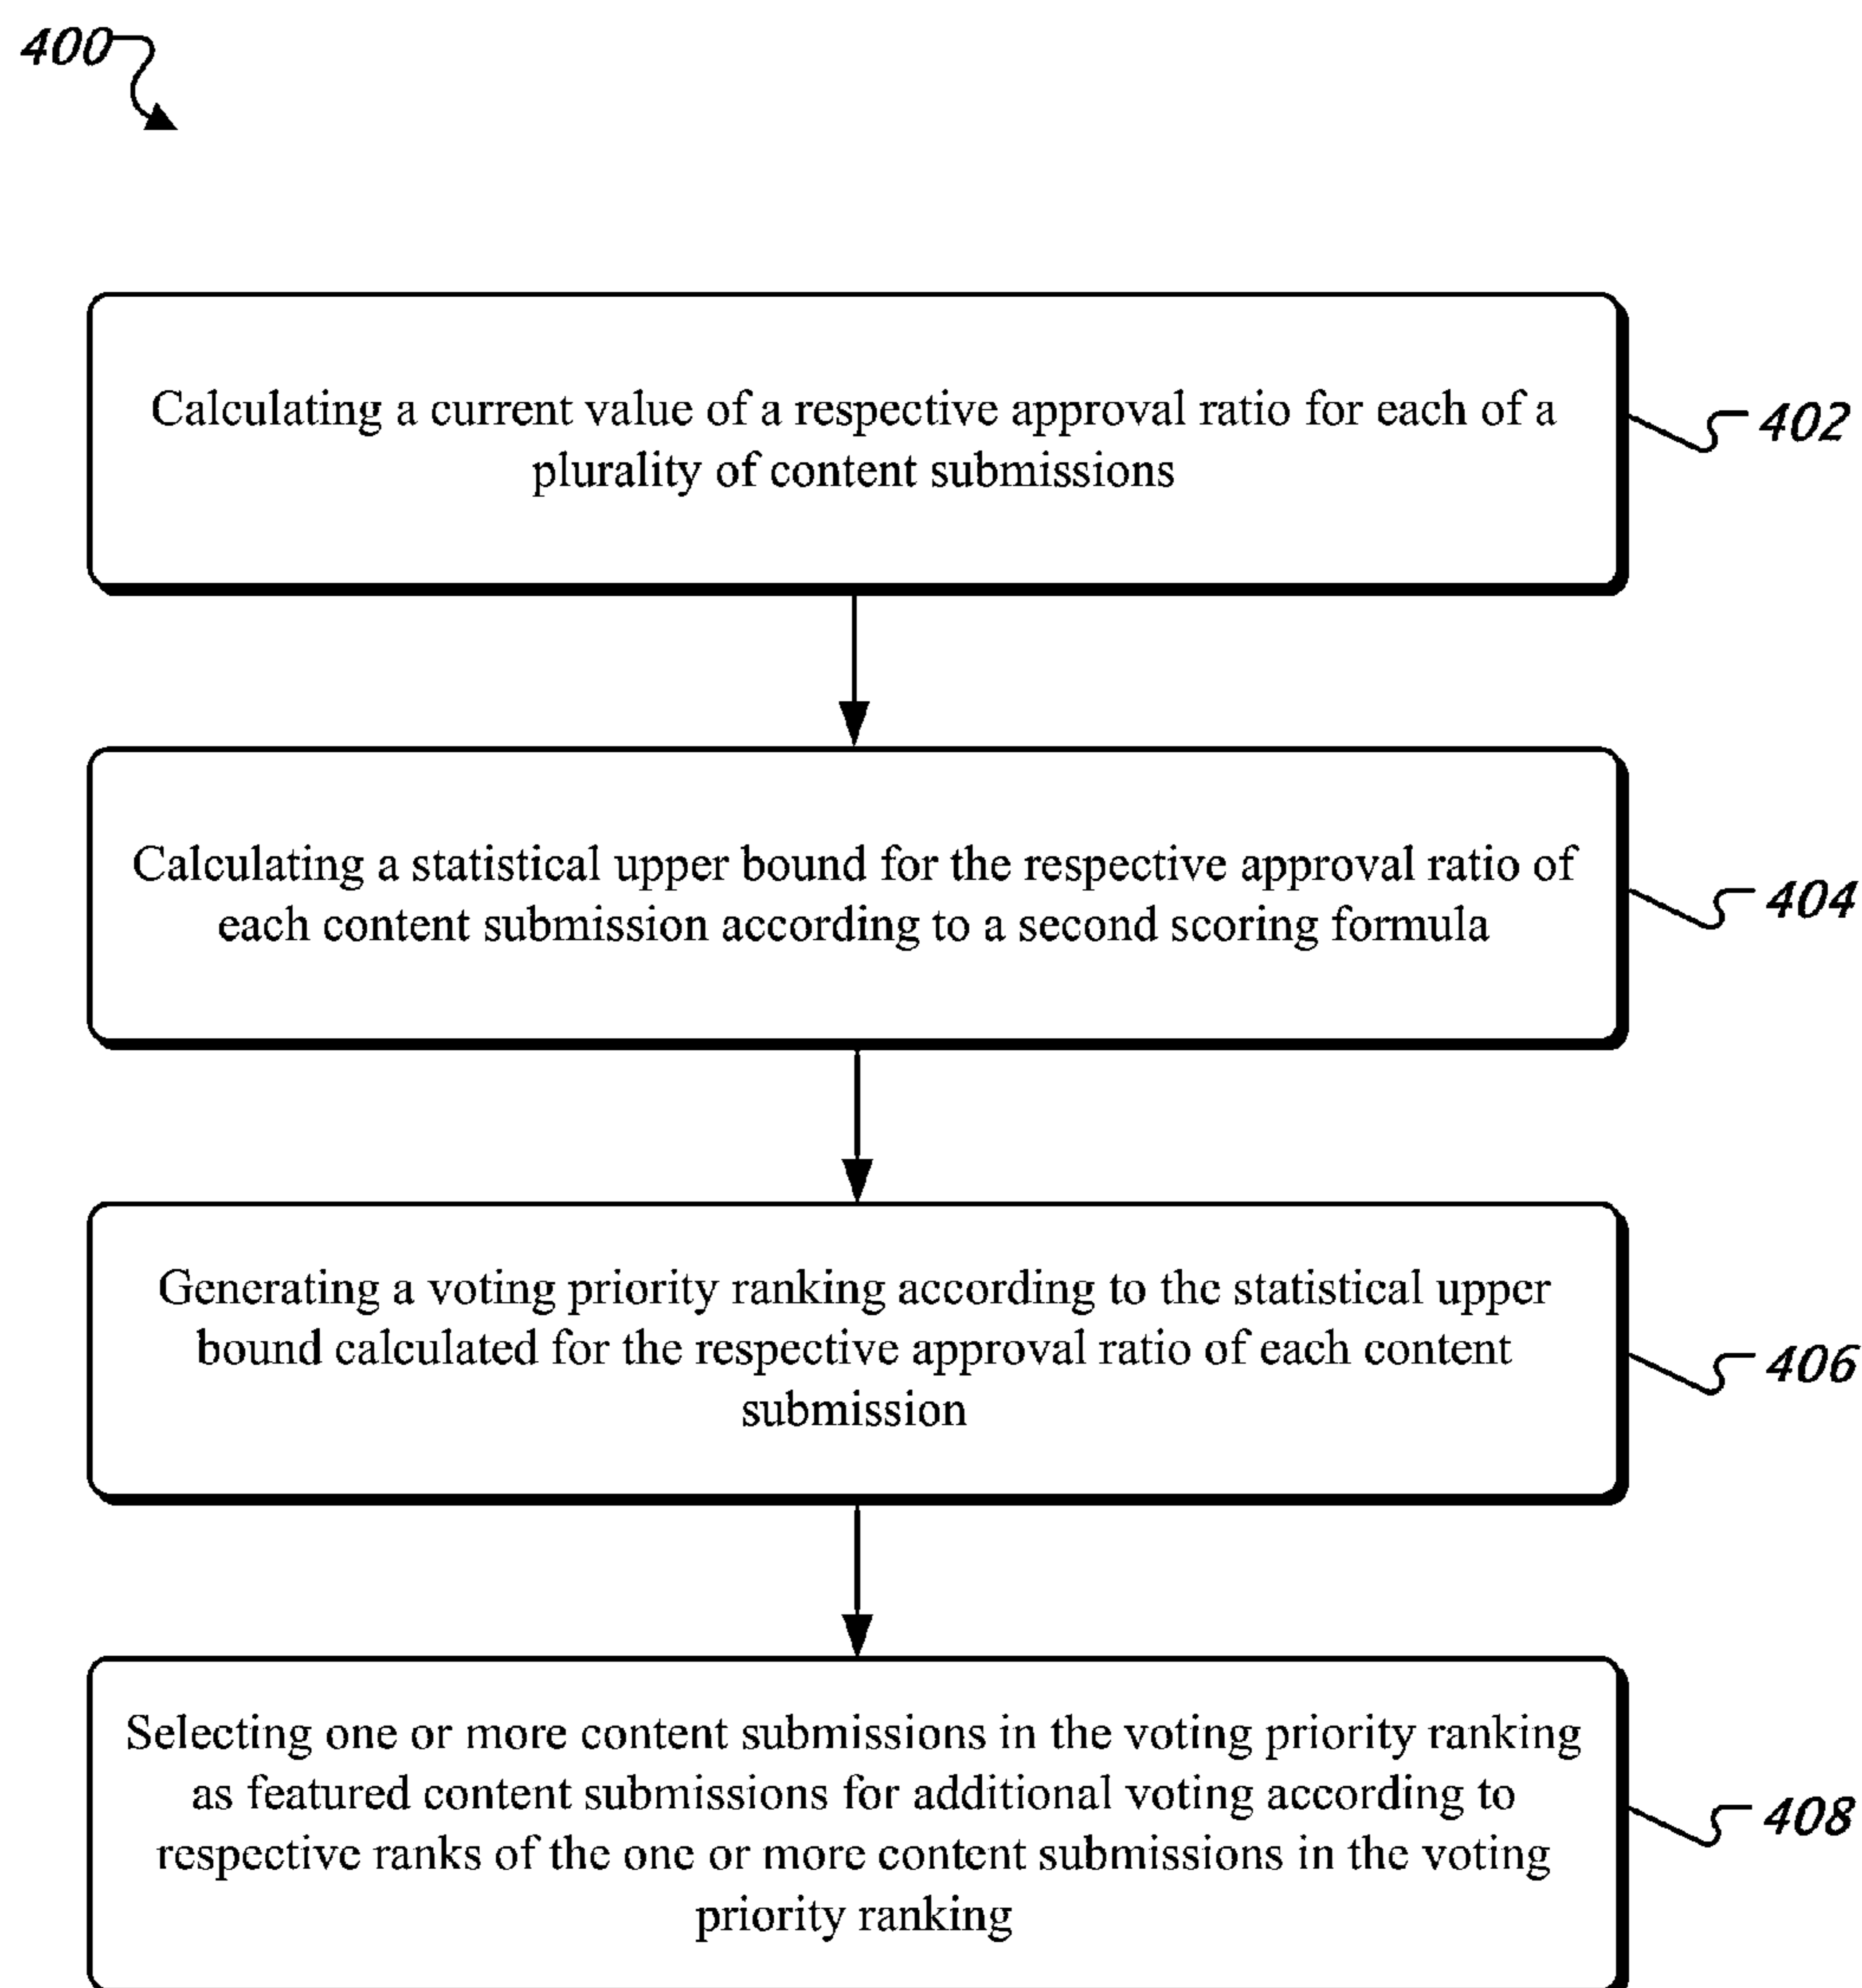 400
Calculating a current value of a respective approval ratio for each of a
plurality of content submissions
402
Calculating a statistical upper bound for the respective approval ratio of
each content submission according to a second scoring formula
404
Generating a voting priority ranking according to the statistical upper
bound calculated for the respective approval ratio of each content
submission
406
Selecting one or more content submissions in the voting priority ranking
as featured content submissions for additional voting according to
respective ranks of the one or more content submissions in the voting
priority ranking
408